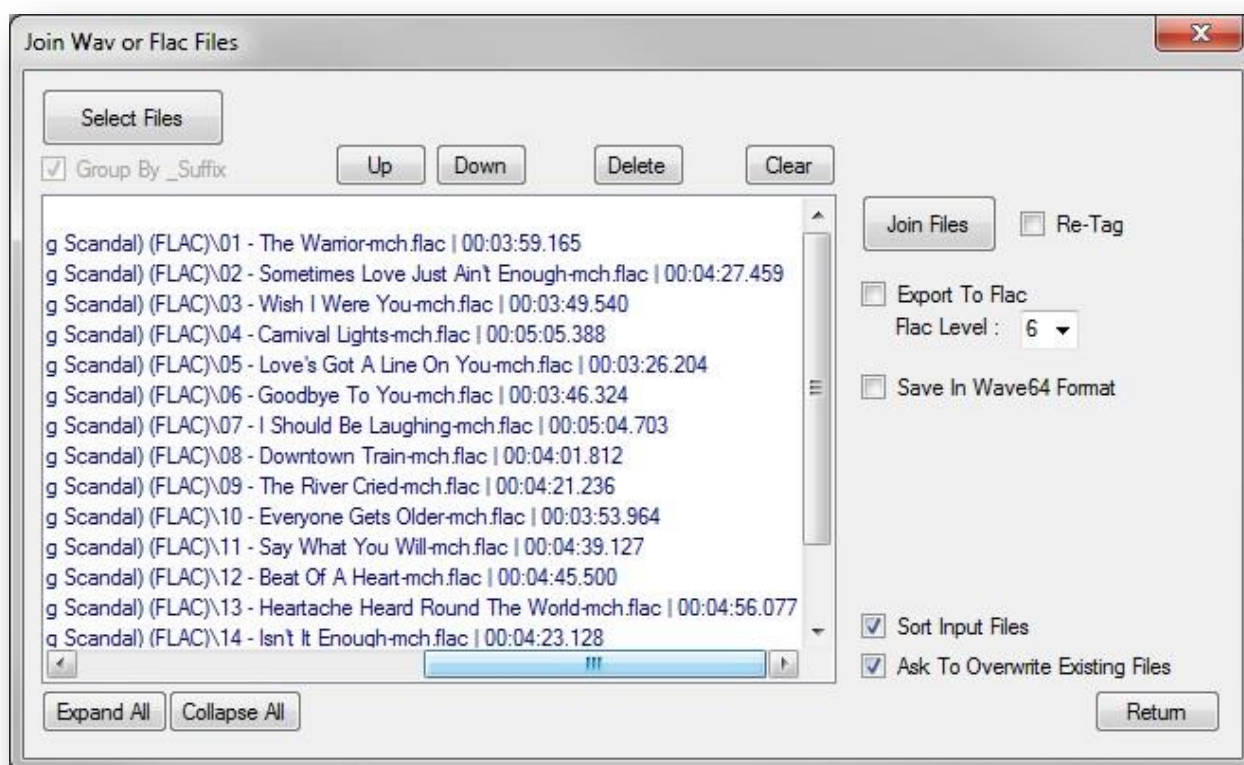 Join Wav or Flac Files
Select Files
Group By _Suffix
Up
Down
Delete
Clear
g Scandal) (FLAC)\01 - The Warrior-mch.flac | 00:03:59.165
g Scandal) (FLAC)\02 - Sometimes Love Just Ain't Enough-mch.flac | 00:04:27.459
g Scandal) (FLAC)\03 - Wish I Were You-mch.flac | 00:03:49.540
g Scandal) (FLAC)\04 - Carnival Lights-mch.flac | 00:05:05.388
g Scandal) (FLAC)\05 - Love's Got A Line On You-mch.flac | 00:03:26.204
g Scandal) (FLAC)\06 - Goodbye To You-mch.flac | 00:03:46.324
g Scandal) (FLAC)\07 - I Should Be Laughing-mch.flac | 00:05:04.703
g Scandal) (FLAC)\08 - Downtown Train-mch.flac | 00:04:01.812
g Scandal) (FLAC)\09 - The River Cried-mch.flac | 00:04:21.236
g Scandal) (FLAC)\10 - Everyone Gets Older-mch.flac | 00:03:53.964
g Scandal) (FLAC)\11 - Say What You Will-mch.flac | 00:04:39.127
g Scandal) (FLAC)\12 - Beat Of A Heart-mch.flac | 00:04:45.500
g Scandal) (FLAC)\13 - Heartache Heard Round The World-mch.flac | 00:04:56.077
g Scandal) (FLAC)\14 - Isn't It Enough-mch.flac | 00:04:23.128
Join Files
Re-Tag
Export To Flac
Flac Level : 6
Save In Wave64 Format
Sort Input Files
Ask To Overwrite Existing Files
Expand All
Collapse All
Return